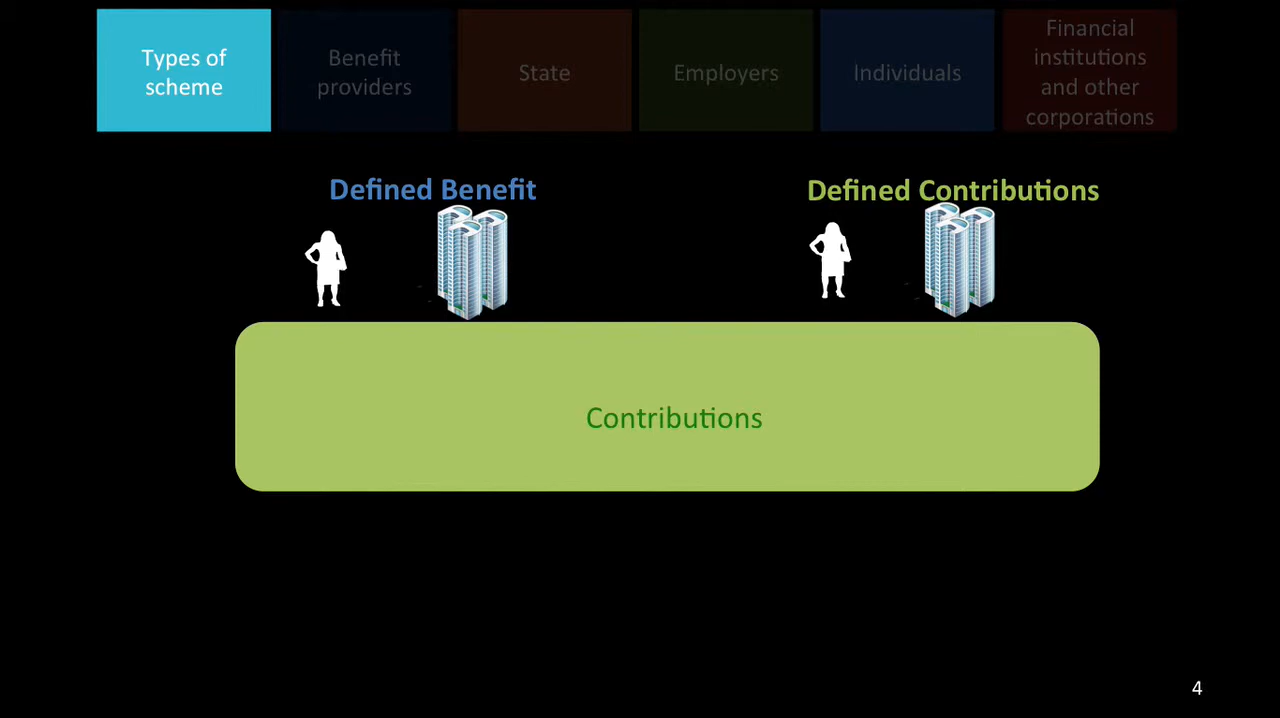 Types of
scheme
Benefit
providers
State
Employers
Individuals
Financial
institutions
and other
corporations
Defined Benefit
Defined Contributions
Contributions
4